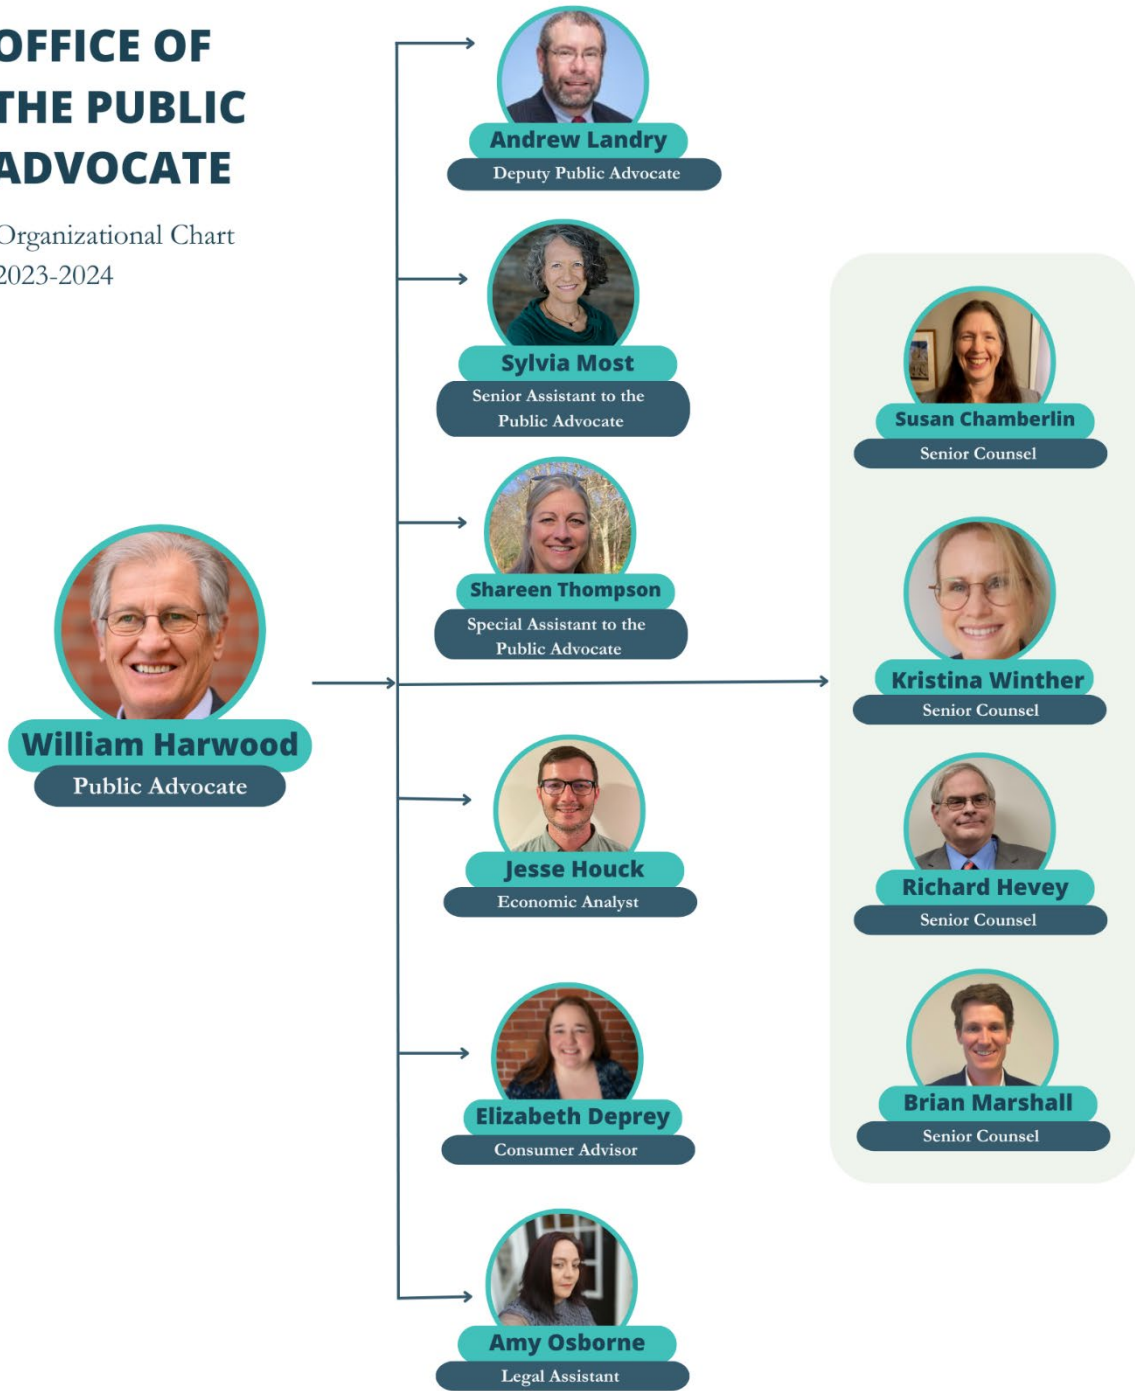 OFFICE OF
THE PUBLIC
ADVOCATE
Organizational Chart
2023-2024
William Harwood
Public Advocate
Andrew Landry
Deputy Public Advocate
Sylvia Most
Senior Assistant to the
Public Advocate
Shareen Thompson
Special Assistant to the
Public Advocate
Jesse Houck
Economic Analyst
Elizabeth Deprey
Consumer Advisor
Amy Osborne
Legal Assistant
Susan Chamberlin
Senior Counsel
Kristina Winther
Senior Counsel
Richard Hevey
Senior Counsel
Brian Marshall
Senior Counsel